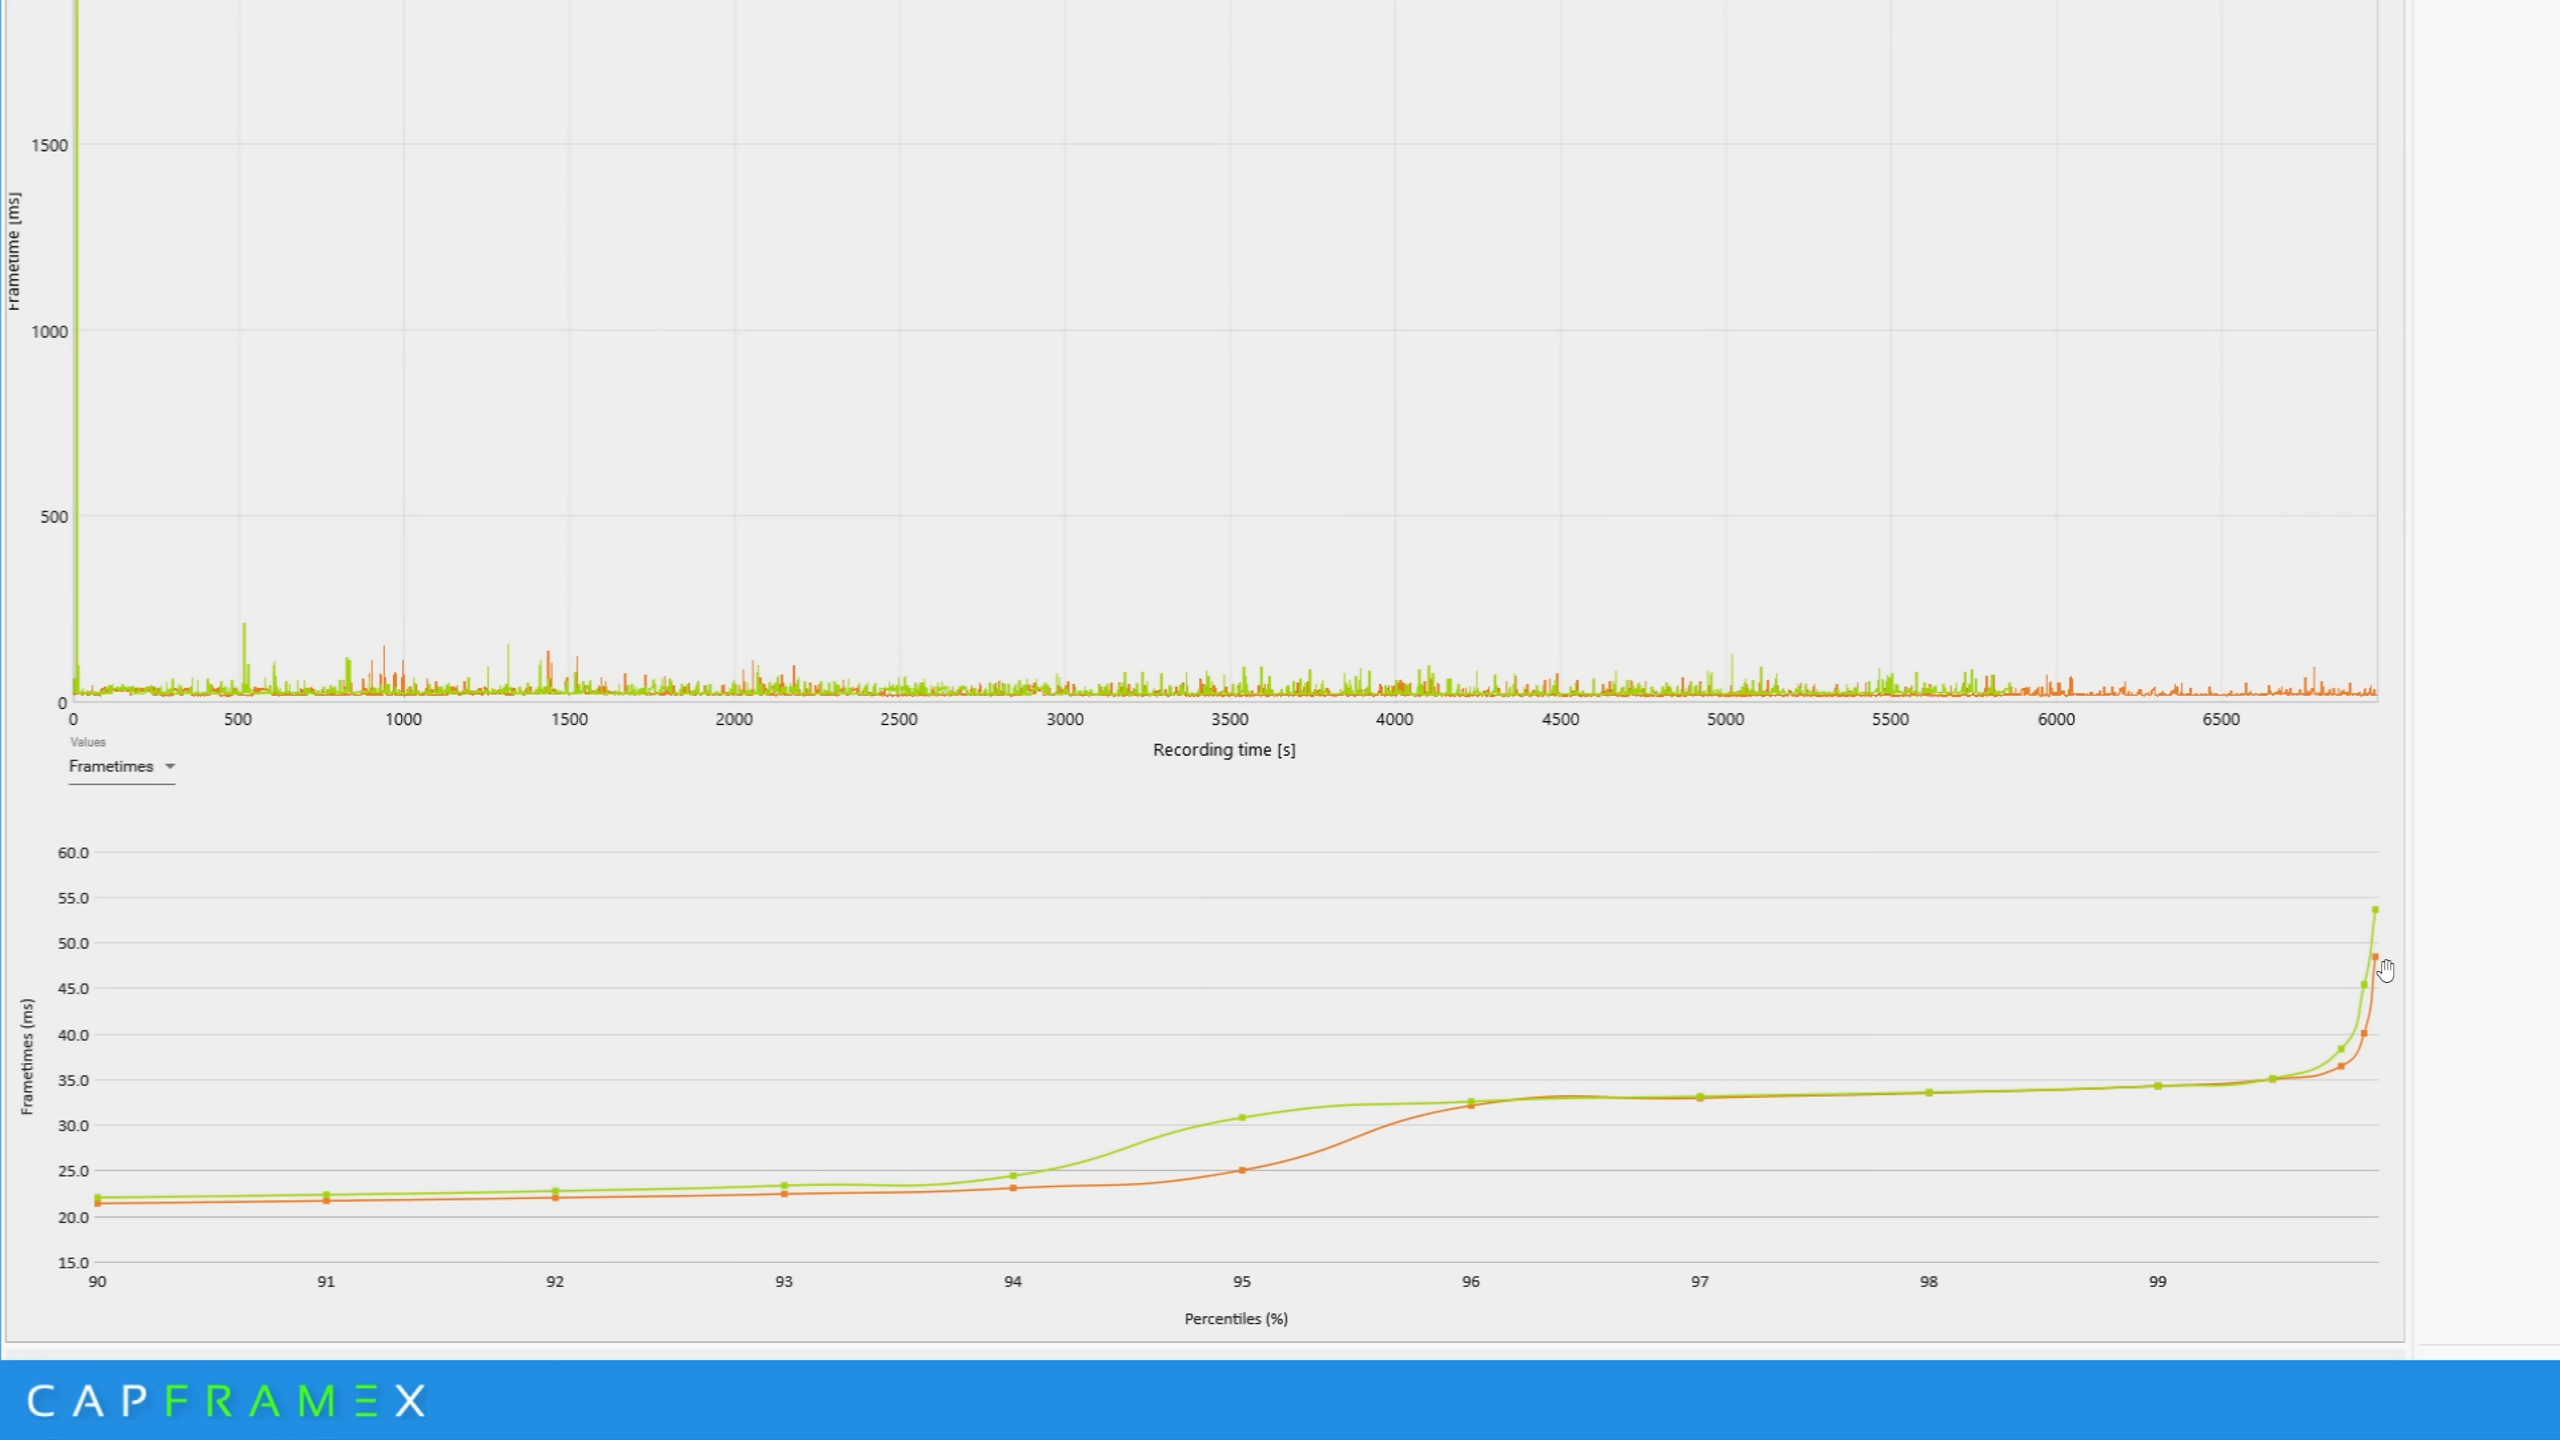 1500
1000
500
0
Frametime [ms]
0 500 1000 1500 2000 2500 3000 3500 4000 4500 5000 5500 6000 6500
Recording time [s]
Values
Frametimes
60.0
55.0
50.0
45.0
40.0
35.0
30.0
25.0
20.0
15.0
Frametimes (ms)
90 91 92 93 94 95 96 97 98 99
Percentiles (%)
CAPFRAMEX